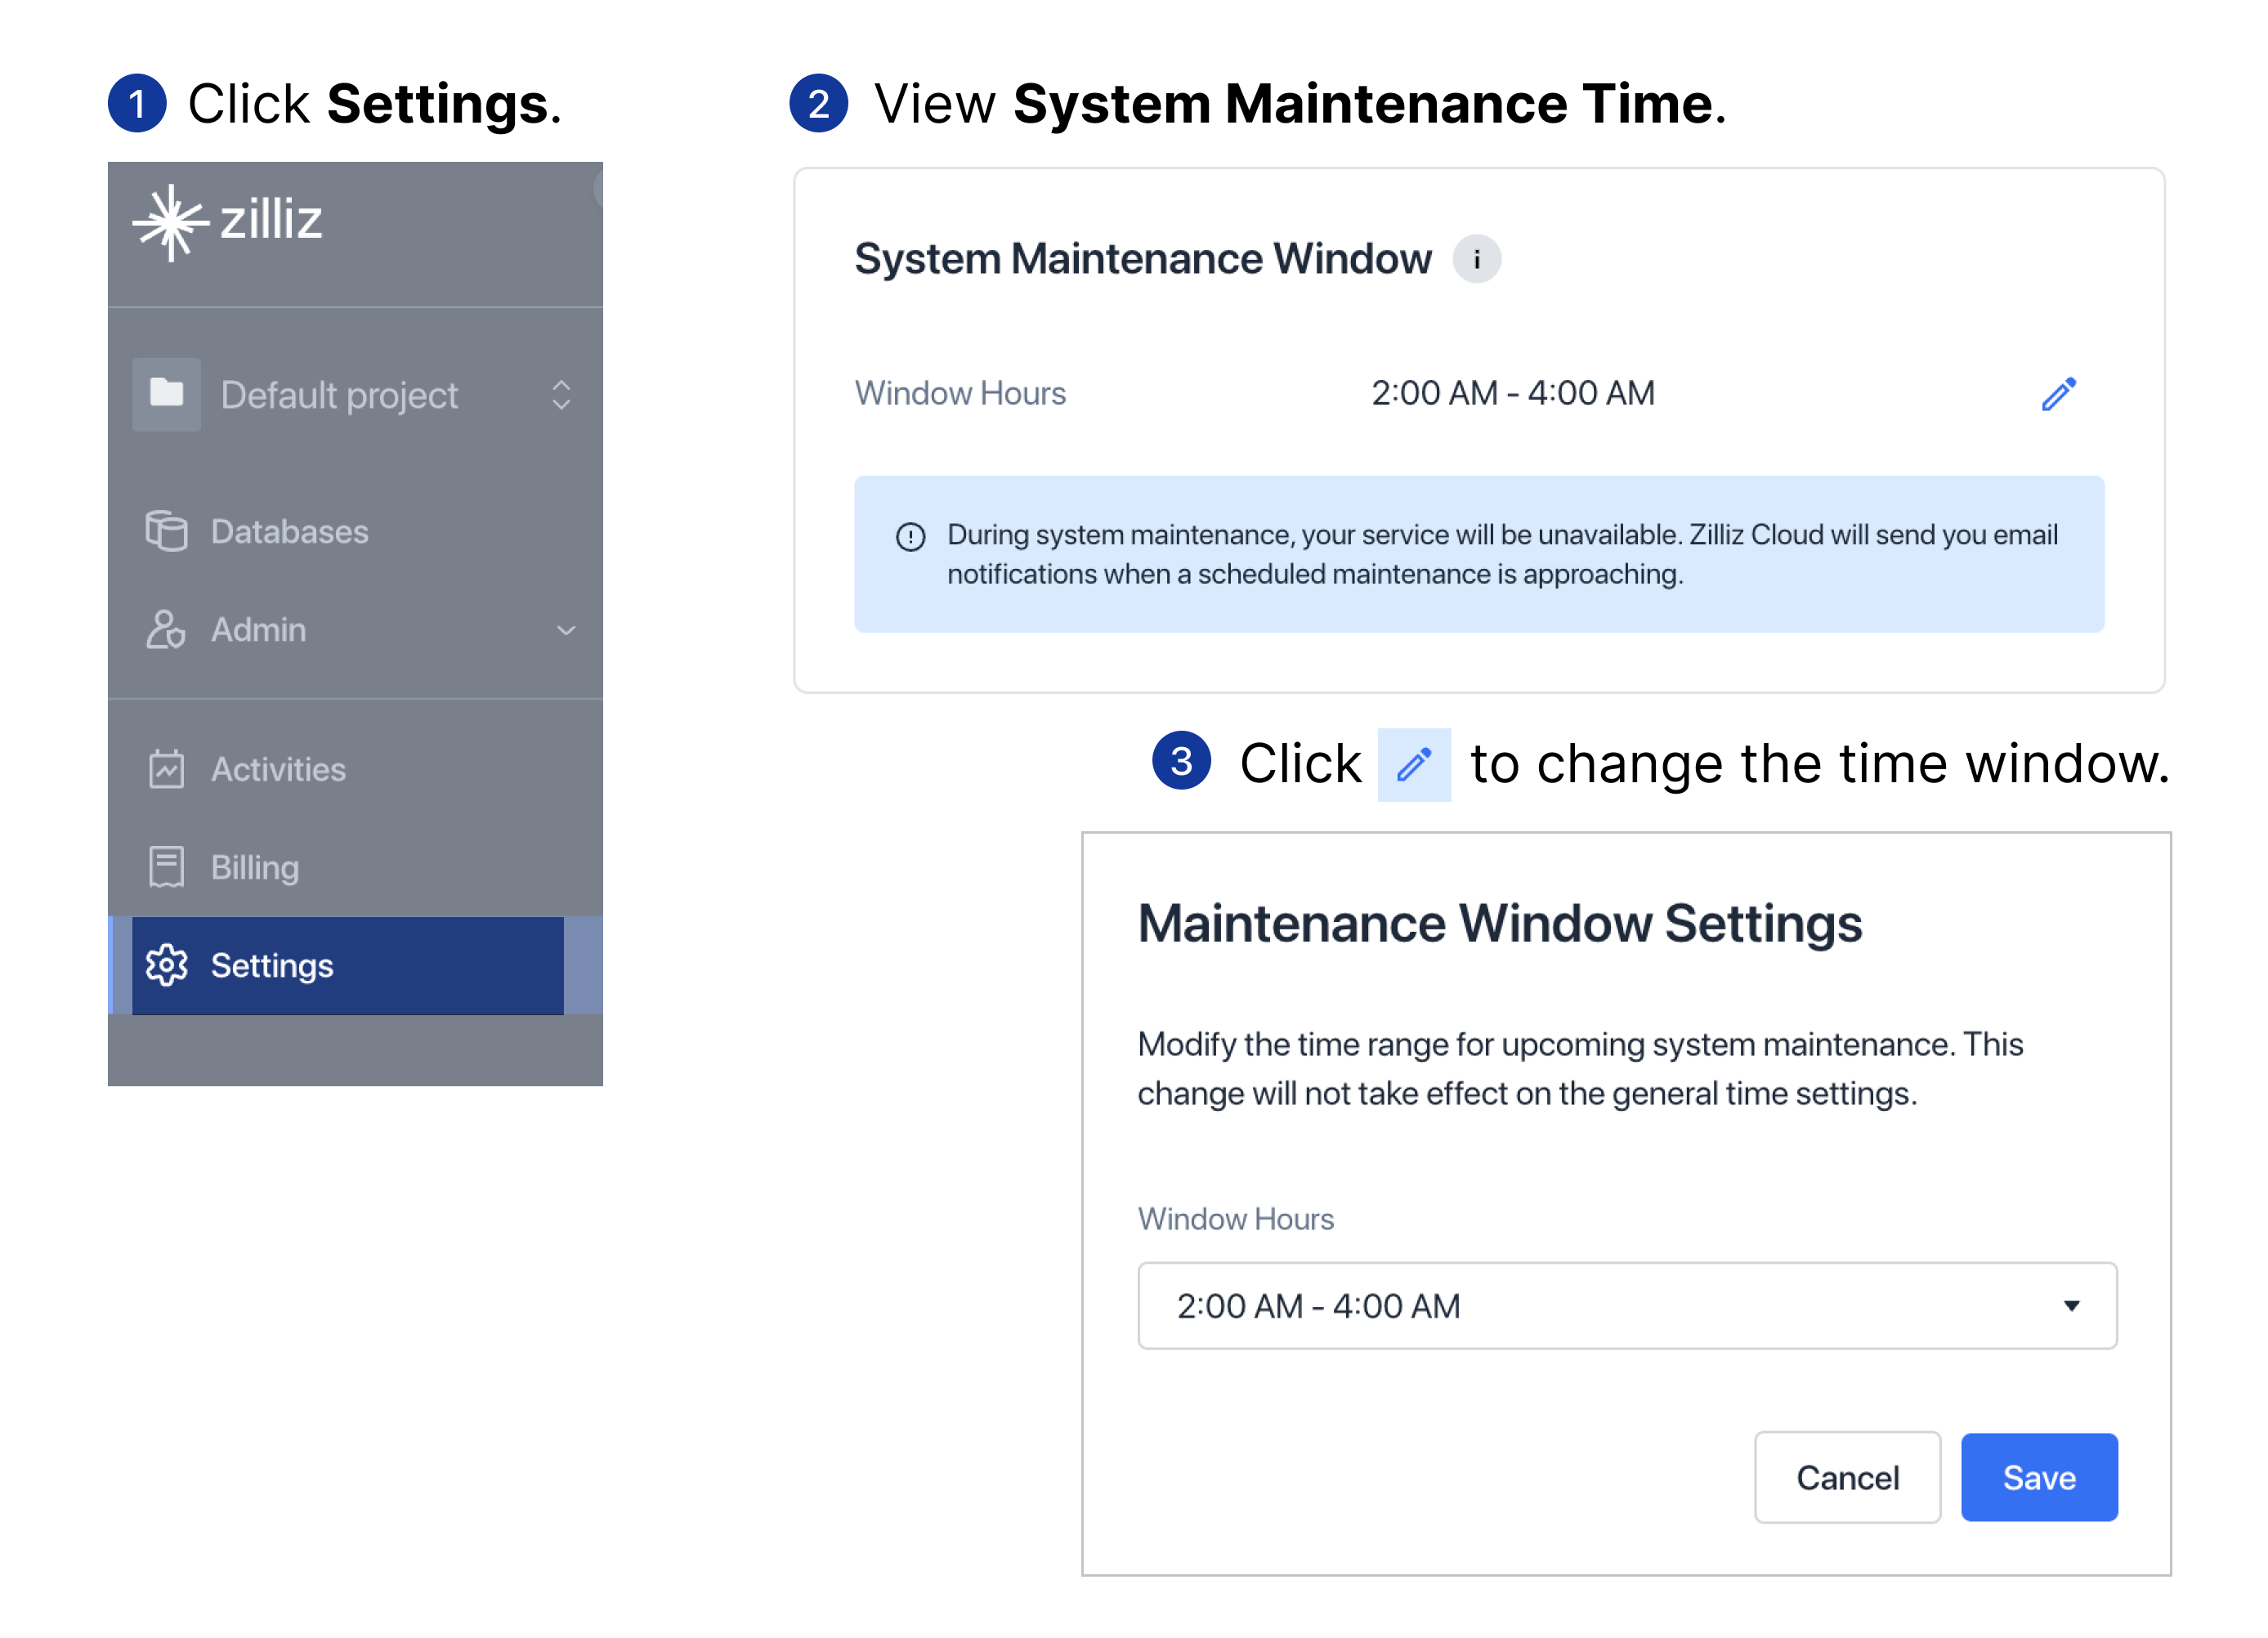 1 Click Settings.
zilliz
Default project
Databases
Admin
Activities
Billing
Settings
2 View System Maintenance Time.
System Maintenance Window i
Window Hours 2:00 AM - 4:00 AM
During system maintenance, your service will be unavailable. Zilliz Cloud will send you email
notifications when a scheduled maintenance is approaching.
3 Click to change the time window.
Maintenance Window Settings
Modify the time range for upcoming system maintenance. This
change will not take effect on the general time settings.
Window Hours
2:00 AM - 4:00 AM
Cancel Save